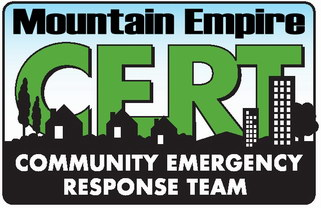 Mountain Empire
CERT
COMMUNITY EMERGENCY
RESPONSE TEAM